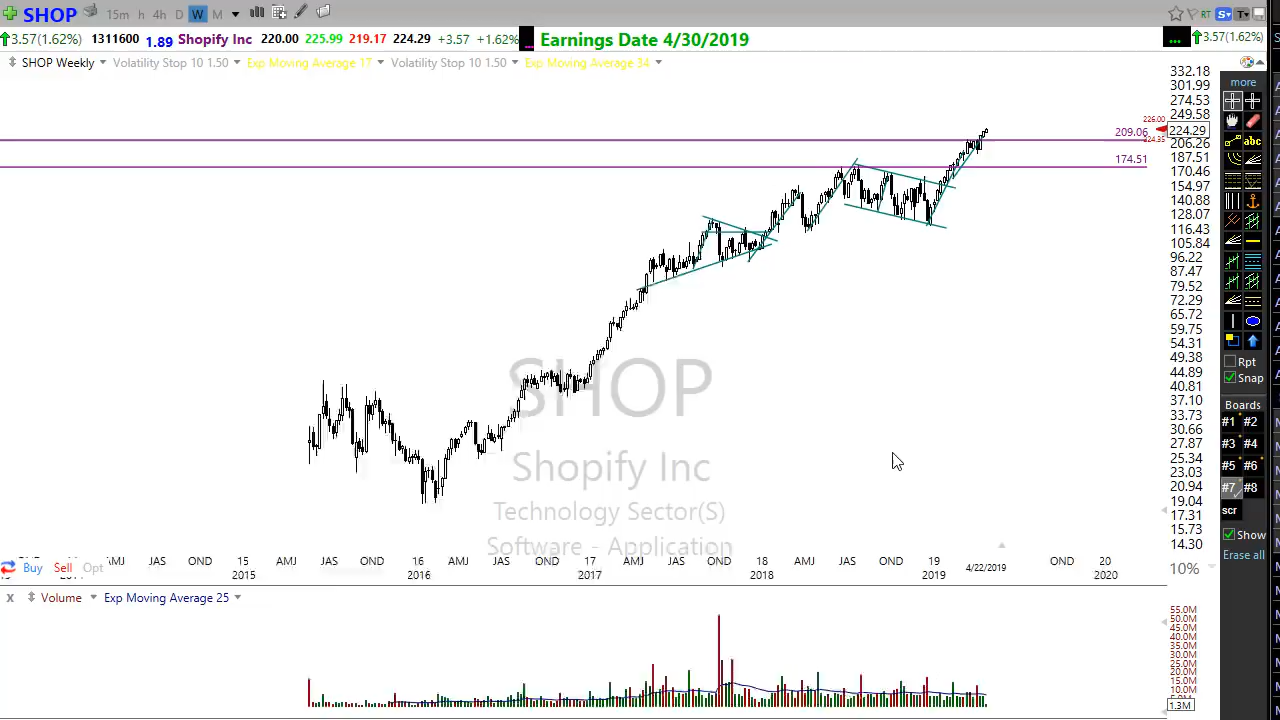 SHOP 15m h 4h D W M RT S T
3.57(1.62%) 1311600 1.89 Shopify Inc 220.00 225.99 219.17 224.29 +3.57 +1.62% ... Earnings Date 4/30/2019 ... 3.57(1.62%)
SHOP Weekly Volatility Stop 10 1.50 Exp Moving Average 17 Volatility Stop 10 1.50 Exp Moving Average 34
332.18
301.99
274.53
249.58
226.00
224.29
209.06
224.35
206.26
187.51
174.51
170.46
154.97
140.88
128.07
116.43
105.84
96.22
87.47
79.52
72.29
65.72
59.75
54.31
49.38
44.89
40.81
37.10
33.73
30.66
27.87
25.34
23.03
20.94
19.04
17.31
15.73
14.30
10%
SHOP
Shopify Inc
Technology Sector(S)
Software - Application
AMJ JAS OND 15 AMJ JAS OND 16 AMJ JAS OND 17 AMJ JAS OND 18 AMJ JAS OND 19 OND 20
2015 2016 2017 2018 2019 4/22/2019 2020
Buy Sell Opt
x Volume Exp Moving Average 25
55.0M
50.0M
45.0M
40.0M
35.0M
30.0M
25.0M
20.0M
15.0M
10.0M
1.3M
more
abc
Rpt
Snap
Boards
#1 #2
#3 #4
#5 #6
#7 #8
scr
Show
Erase all